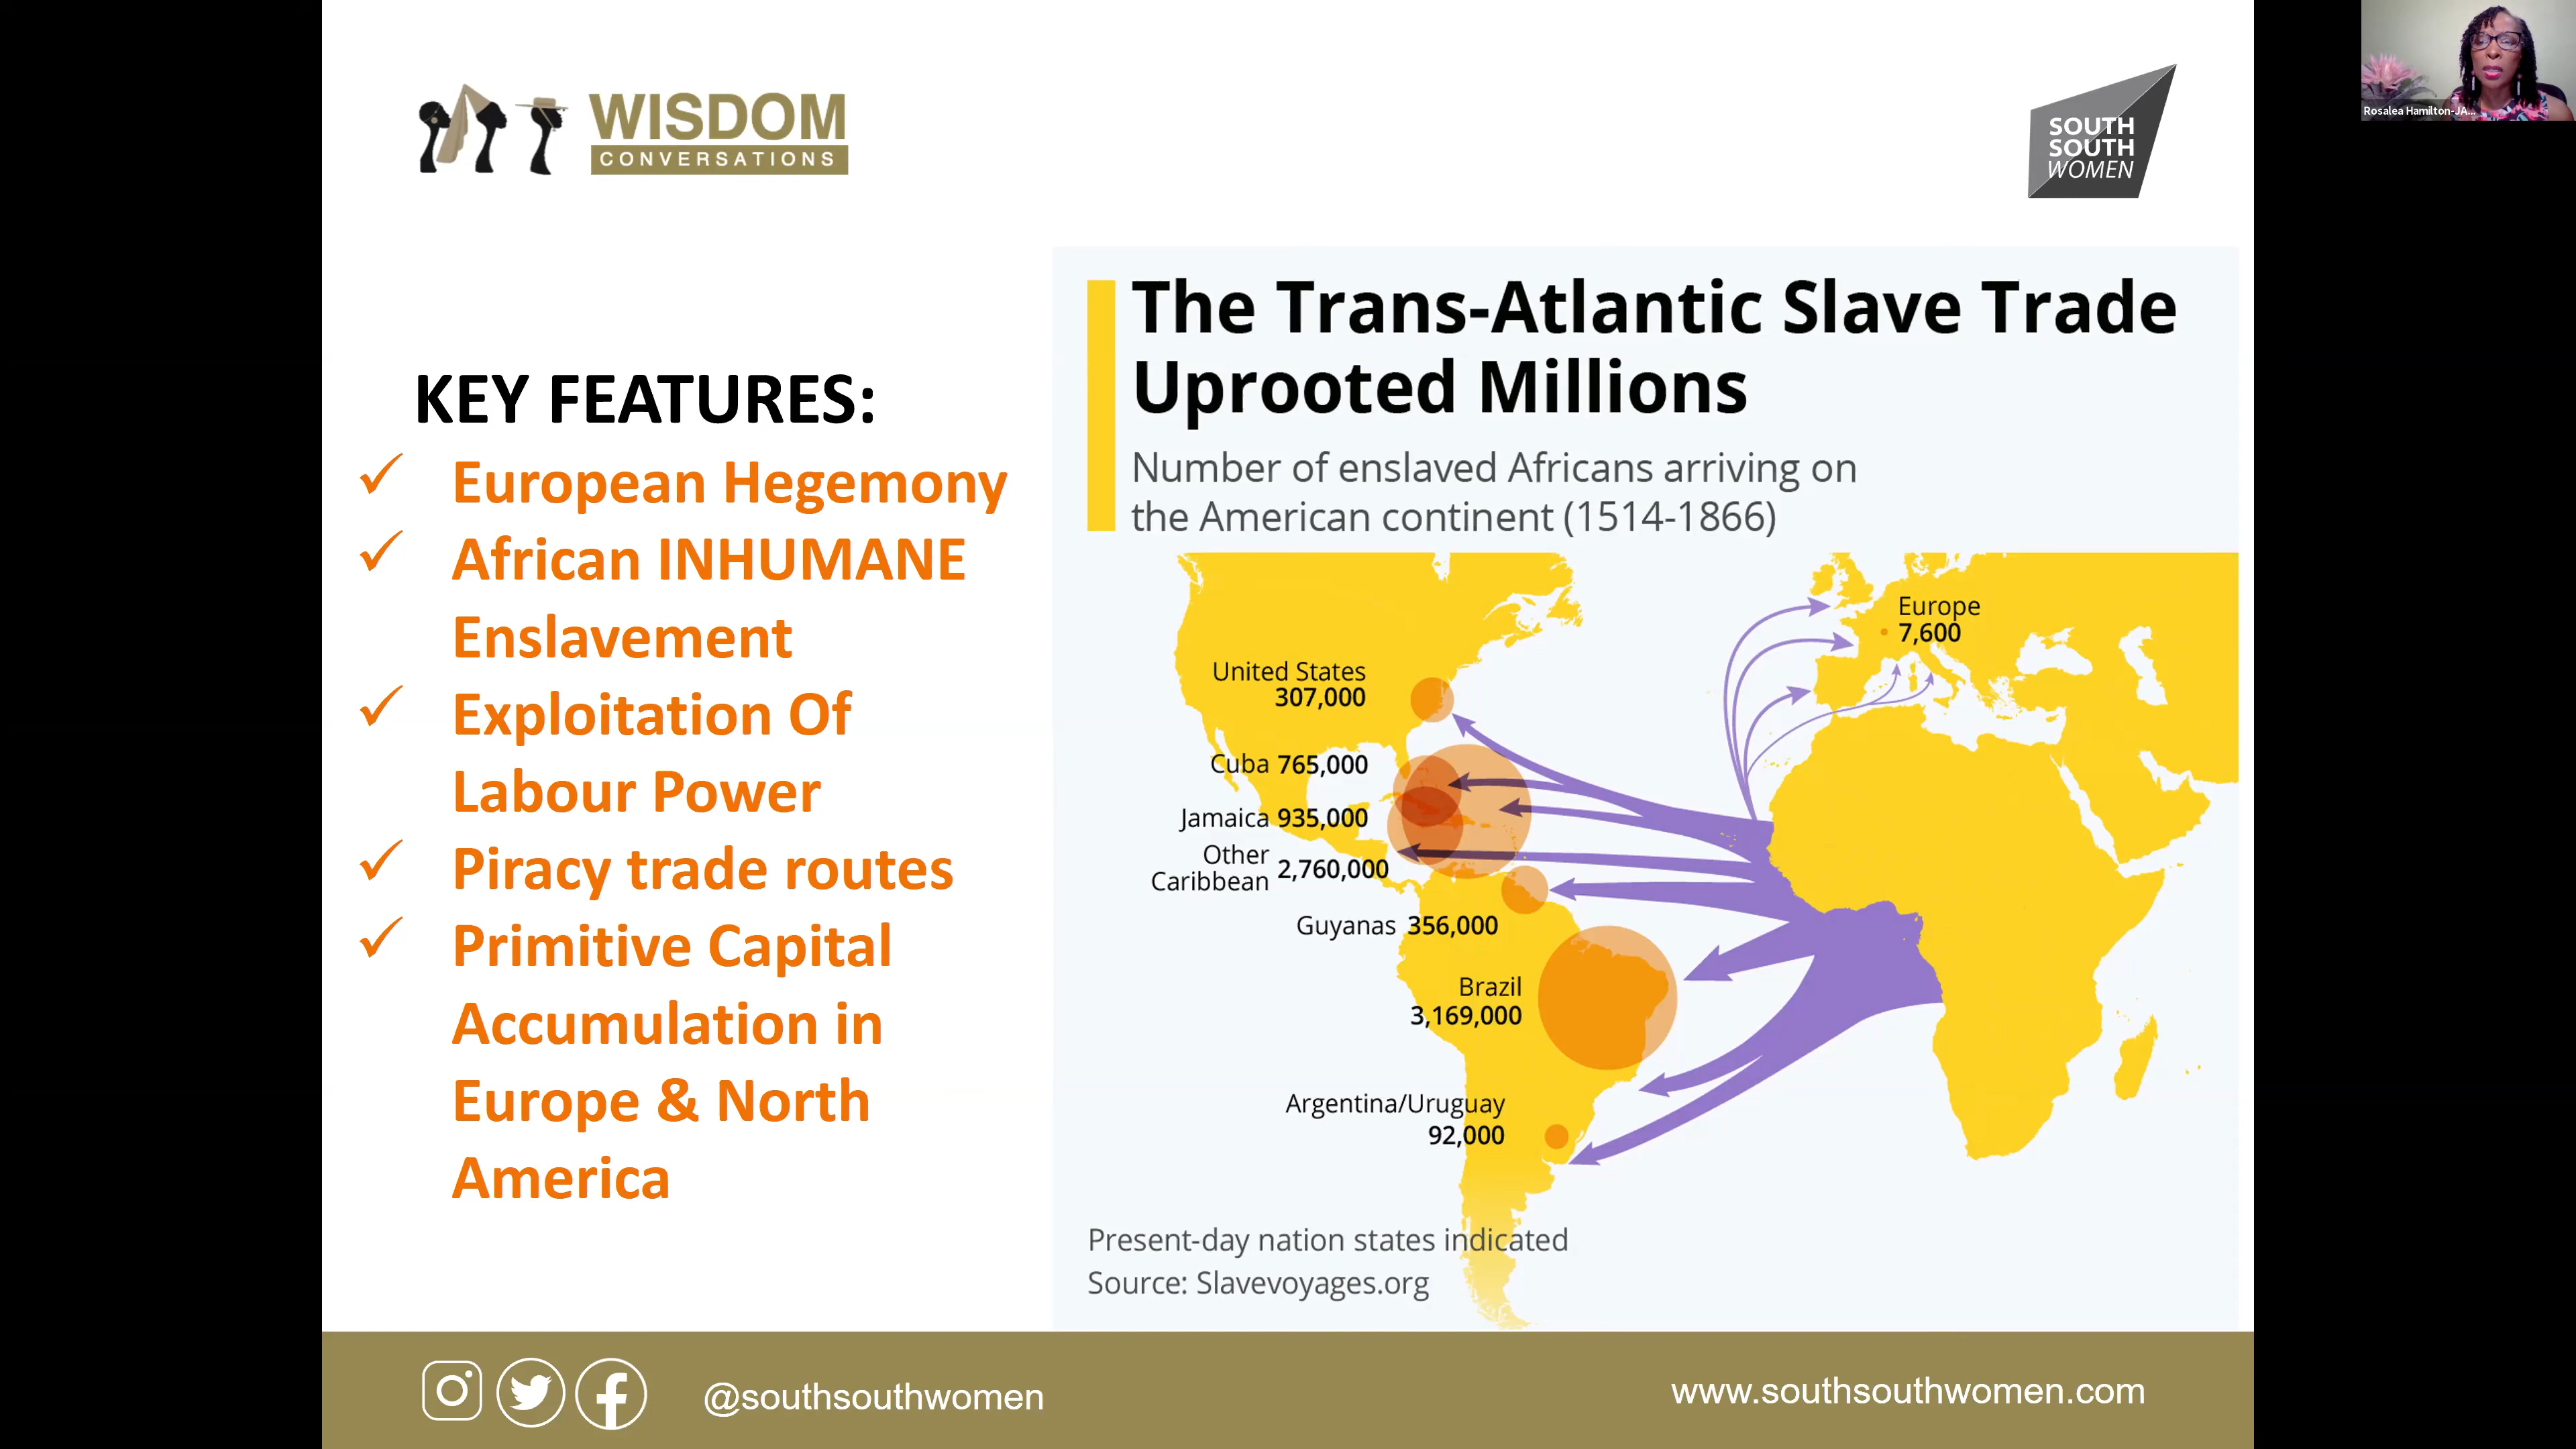 WISDOM
CONVERSATIONS
SOUTH
SOUTH
WOMEN
Rosalea Hamilton-JA...
KEY FEATURES:
✓ European Hegemony
✓ African INHUMANE
Enslavement
✓ Exploitation Of
Labour Power
✓ Piracy trade routes
✓ Primitive Capital
Accumulation in
Europe & North
America
The Trans-Atlantic Slave Trade
Uprooted Millions
Number of enslaved Africans arriving on
the American continent (1514-1866)
Europe
7,600
United States
307,000
Cuba 765,000
Jamaica 935,000
Other
Caribbean 2,760,000
Guyanas 356,000
Brazil
3,169,000
Argentina/Uruguay
92,000
Present-day nation states indicated
Source: Slavevoyages.org
@southsouthwomen
www.southsouthwomen.com